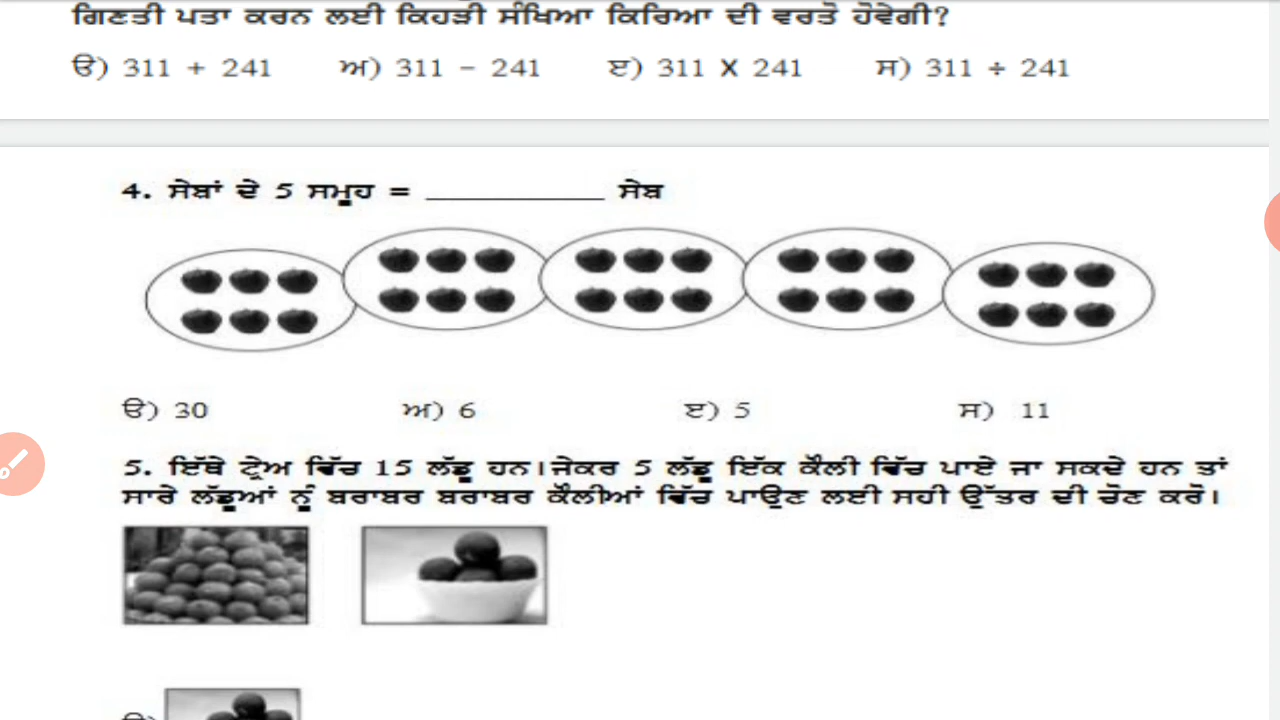 ਗਿਣਤੀ ਪਤਾ ਕਰਨ ਲਈ ਕਿਹੜੀ ਸੰਖਿਆ ਕਿਰਿਆ ਦੀ ਵਰਤੋਂ ਹੋਵੇਗੀ?
ੳ) 311 + 241 ਅ) 311 - 241 ੲ) 311 X 241 ਸ) 311 ÷ 241
4. ਸੇਬਾਂ ਦੇ 5 ਸਮੂਹ = ____________ ਸੇਬ
ੳ) 30 ਅ) 6 ੲ) 5 ਸ) 11
5. ਇੱਥੇ ਟ੍ਰੇਅ ਵਿੱਚ 15 ਲੱਡੂ ਹਨ।ਜੇਕਰ 5 ਲੱਡੂ ਇੱਕ ਕੌਲੀ ਵਿੱਚ ਪਾਏ ਜਾ ਸਕਦੇ ਹਨ ਤਾਂ
ਸਾਰੇ ਲੱਡੂਆਂ ਨੂੰ ਬਰਾਬਰ ਬਰਾਬਰ ਕੌਲੀਆਂ ਵਿੱਚ ਪਾਉਣ ਲਈ ਸਹੀ ਉੱਤਰ ਦੀ ਚੋਣ ਕਰੋ।